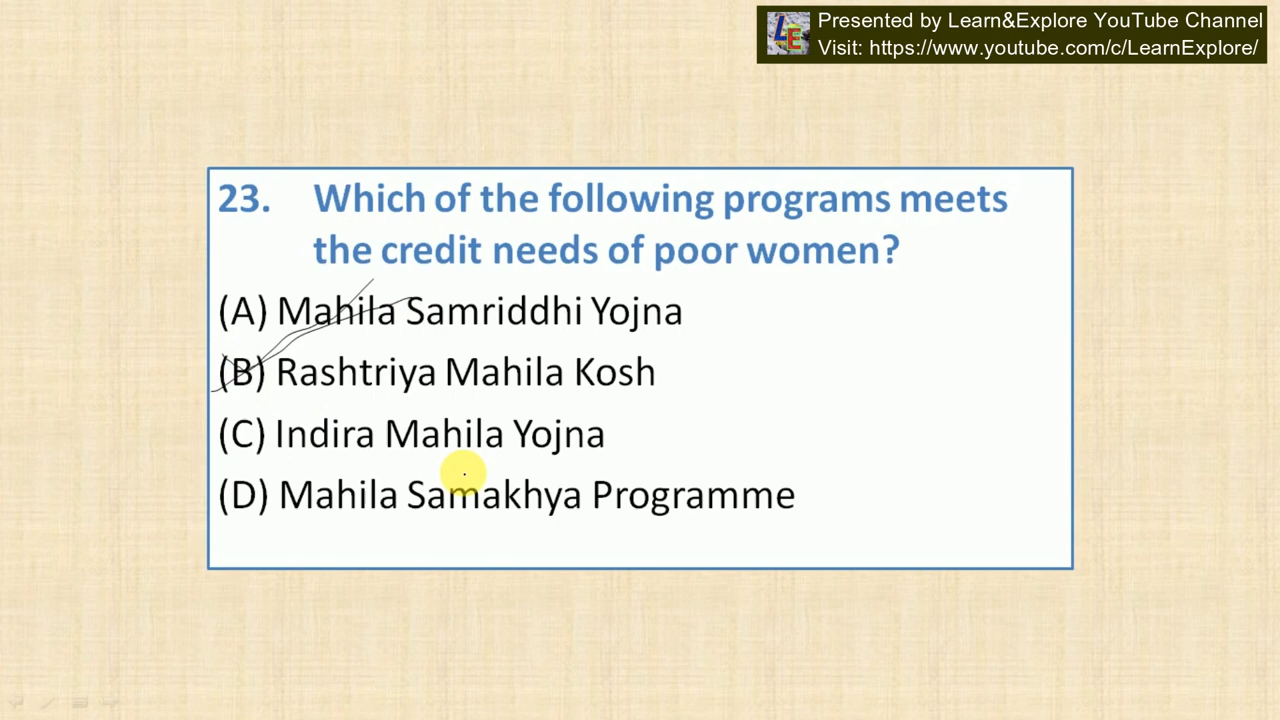 LE
Presented by Learn&Explore YouTube Channel
Visit: https://www.youtube.com/c/LearnExplore/
23. Which of the following programs meets
the credit needs of poor women?
(A) Mahila Samriddhi Yojna
(B) Rashtriya Mahila Kosh
(C) Indira Mahila Yojna
(D) Mahila Samakhya Programme